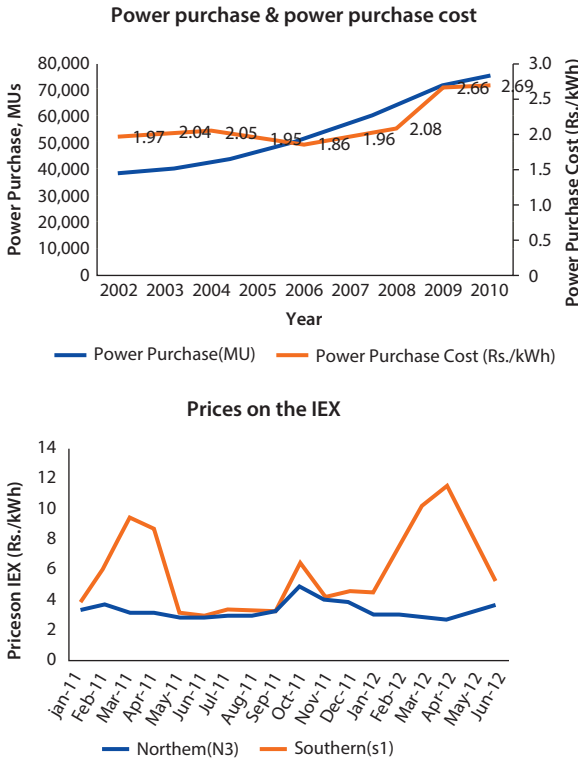 Power purchase & power purchase cost
Power Purchase, MUs
80,000
70,000
60,000
50,000
40,000
30,000
20,000
10,000
0
1.97
2.04
2.05
1.95
1.86
1.96
2.08
2.66
2.69
3.0
2.5
2.0
1.5
1.0
0.5
0
Power Purchase Cost (Rs./kWh)
2002 2003 2004 2005 2006 2007 2008 2009 2010
Year
Power Purchase(MU) Power Purchase Cost (Rs./kWh)
Prices on the IEX
Priceson IEX (Rs./kWh)
14
12
10
8
6
4
2
0
jan-11
Feb-11
Mar-11
Apr-11
May-11
Jun-11
Jul-11
Aug-11
Sep-11
Oct-11
Nov-11
Dec-11
Jan-12
Feb-12
Mar-12
Apr-12
May-12
Jun-12
Northem(N3) Southern(s1)